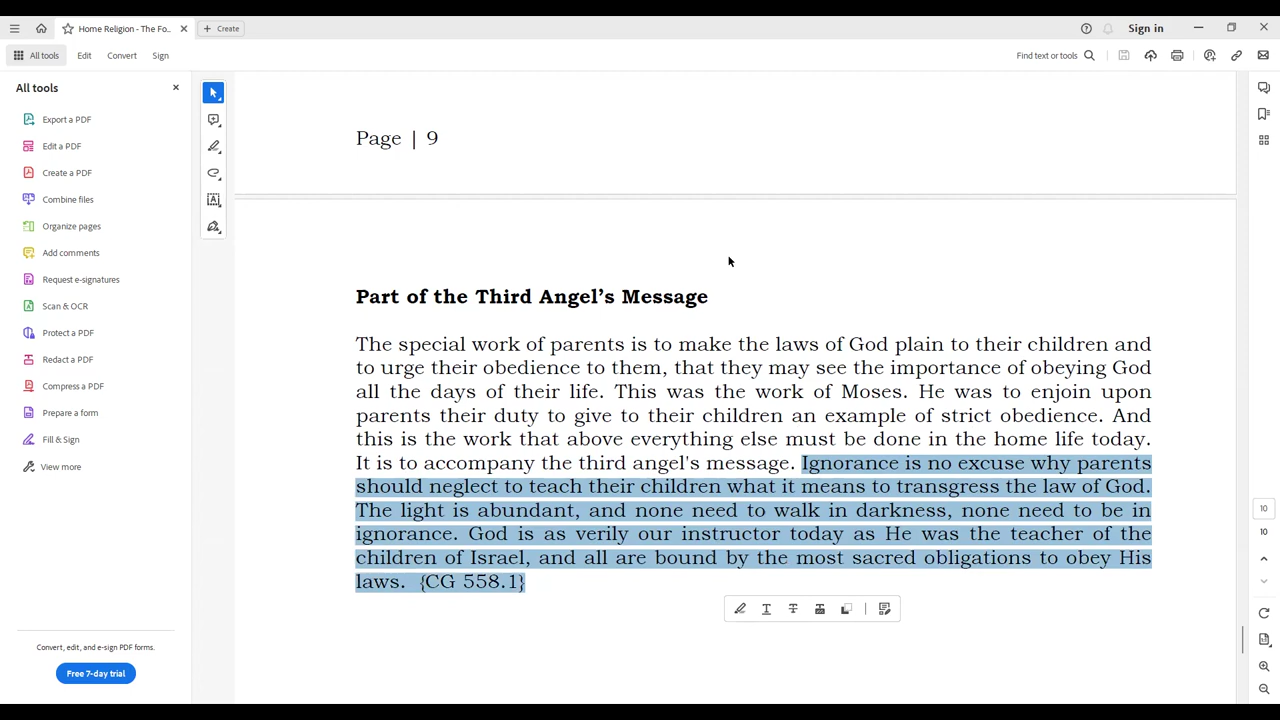 Home Religion - The Fo...
Create
Sign in
All tools
Edit
Convert
Sign
Find text or tools
All tools
Export a PDF
Edit a PDF
Create a PDF
Combine files
Organize pages
Add comments
Request e-signatures
Scan & OCR
Protect a PDF
Redact a PDF
Compress a PDF
Prepare a form
Fill & Sign
View more
Convert, edit, and e-sign PDF forms.
Free 7-day trial
Page | 9
Part of the Third Angel’s Message
The special work of parents is to make the laws of God plain to their children and
to urge their obedience to them, that they may see the importance of obeying God
all the days of their life. This was the work of Moses. He was to enjoin upon
parents their duty to give to their children an example of strict obedience. And
this is the work that above everything else must be done in the home life today.
It is to accompany the third angel's message. Ignorance is no excuse why parents
should neglect to teach their children what it means to transgress the law of God.
The light is abundant, and none need to walk in darkness, none need to be in
ignorance. God is as verily our instructor today as He was the teacher of the
children of Israel, and all are bound by the most sacred obligations to obey His
laws. {CG 558.1}
10
10